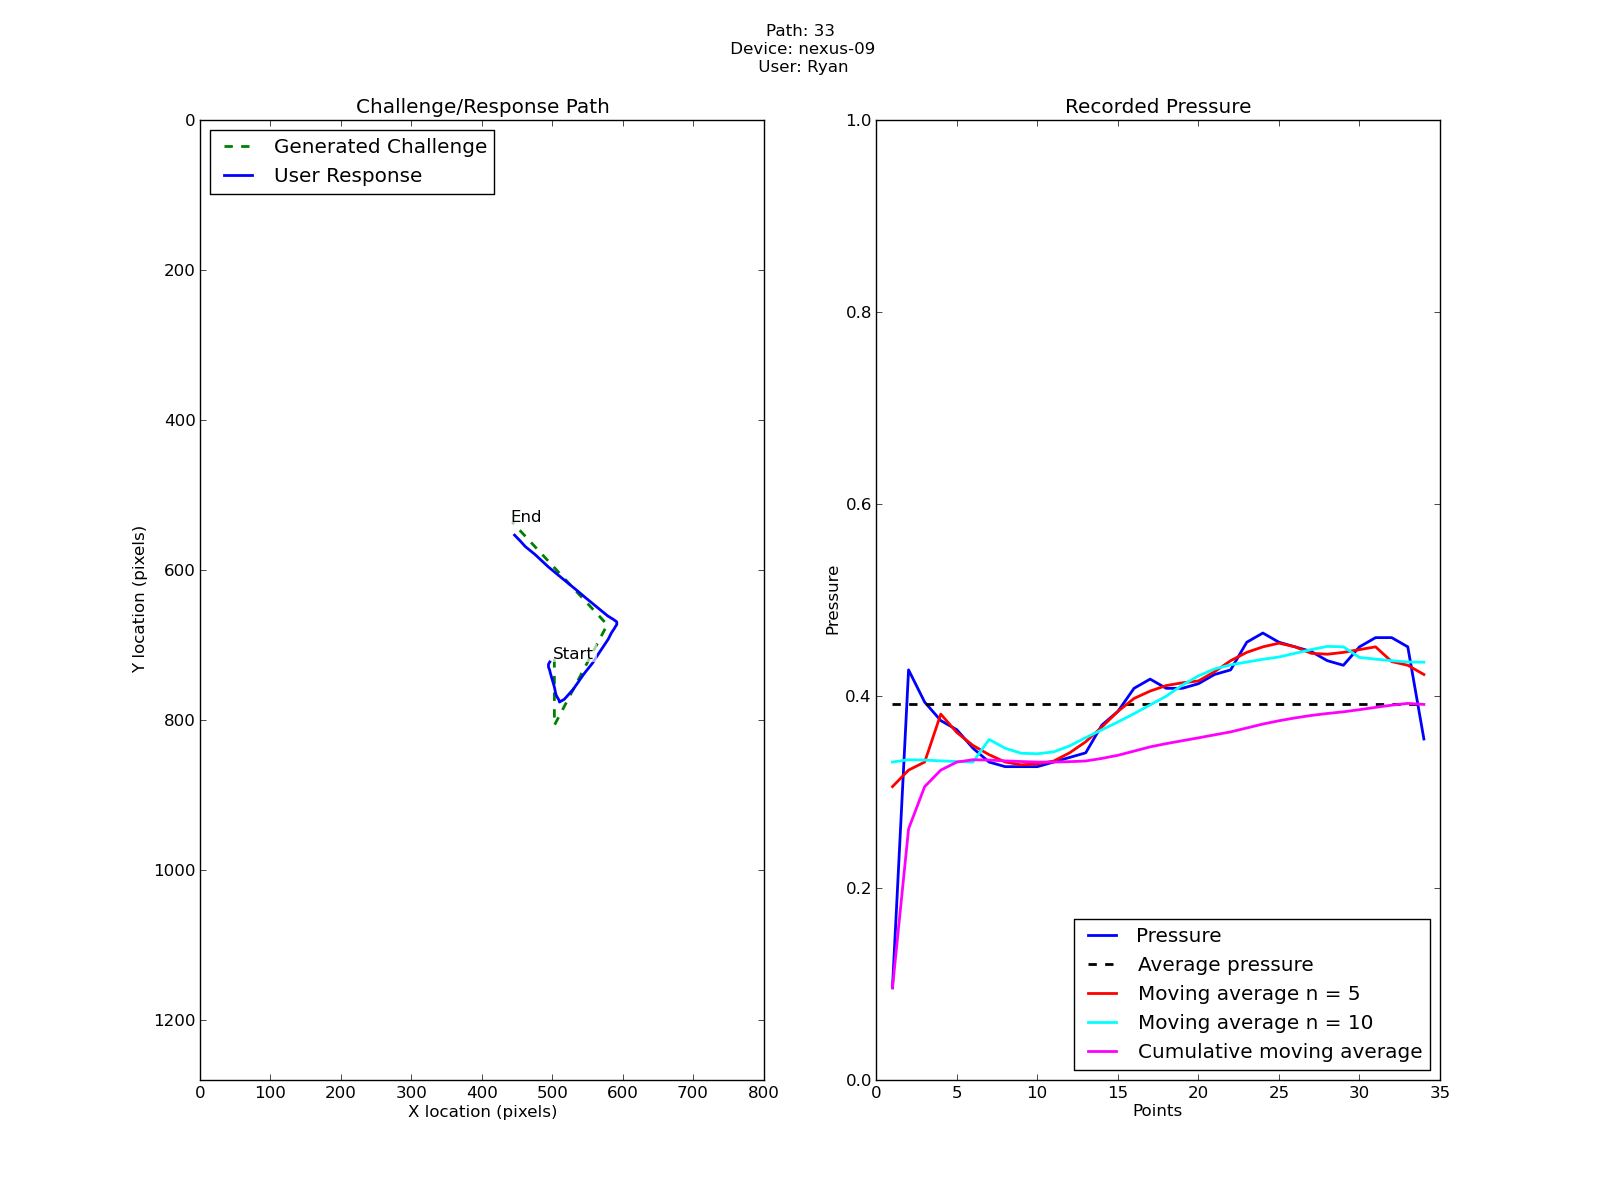 Path: 33
Device: nexus-09
User: Ryan
Challenge/Response Path
Generated Challenge
User Response
0
200
400
600
800
1000
1200
Y location (pixels)
End
Start
0 100 200 300 400 500 600 700 800
X location (pixels)
Recorded Pressure
1.0
0.8
0.6
0.4
0.2
0.0
Pressure
Pressure
Average pressure
Moving average n = 5
Moving average n = 10
Cumulative moving average
0 5 10 15 20 25 30 35
Points